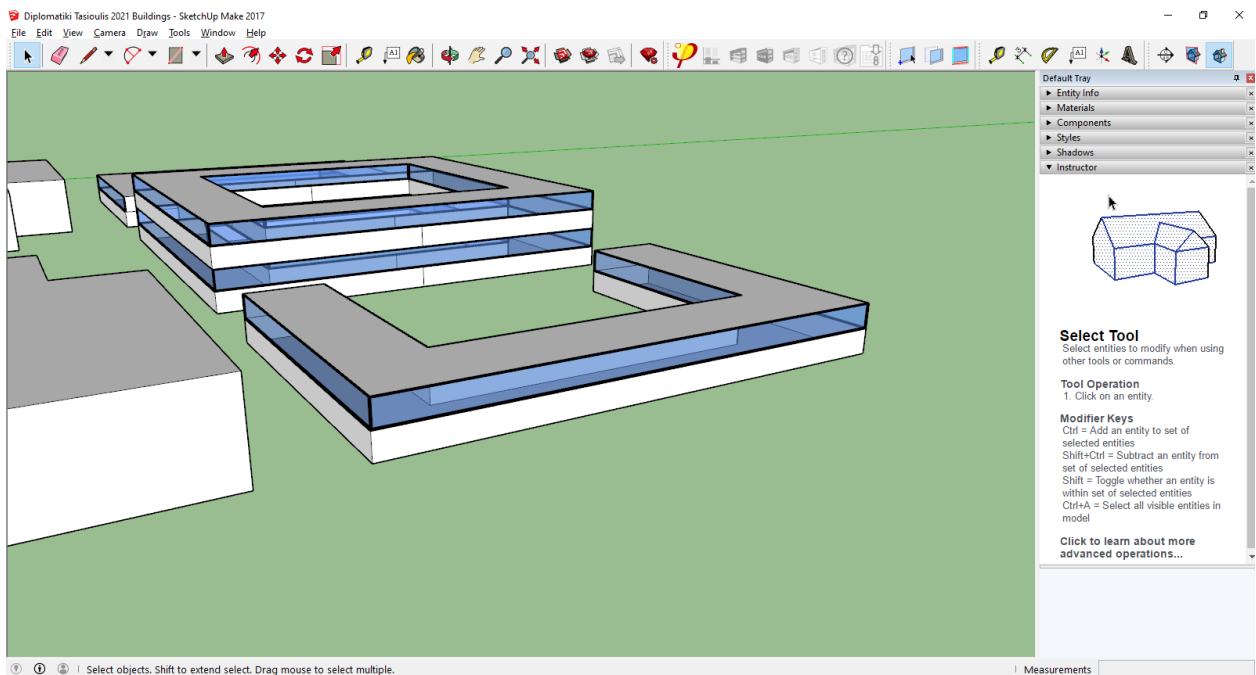 Diplomatiki Tasioulis 2021 Buildings - SketchUp Make 2017
File Edit View Camera Draw Tools Window Help
A1
A1
Default Tray
Entity Info
Materials
Components
Styles
Shadows
Instructor
Select Tool
Select entities to modify when using
other tools or commands.
Tool Operation
1. Click on an entity.
Modifier Keys
Ctrl = Add an entity to set of
selected entities
Shift+Ctrl = Subtract an entity from
set of selected entities
Shift = Toggle whether an entity is
within set of selected entities
Ctrl+A = Select all visible entities in
model
Click to learn about more
advanced operations...
Select objects. Shift to extend select. Drag mouse to select multiple.
Measurements